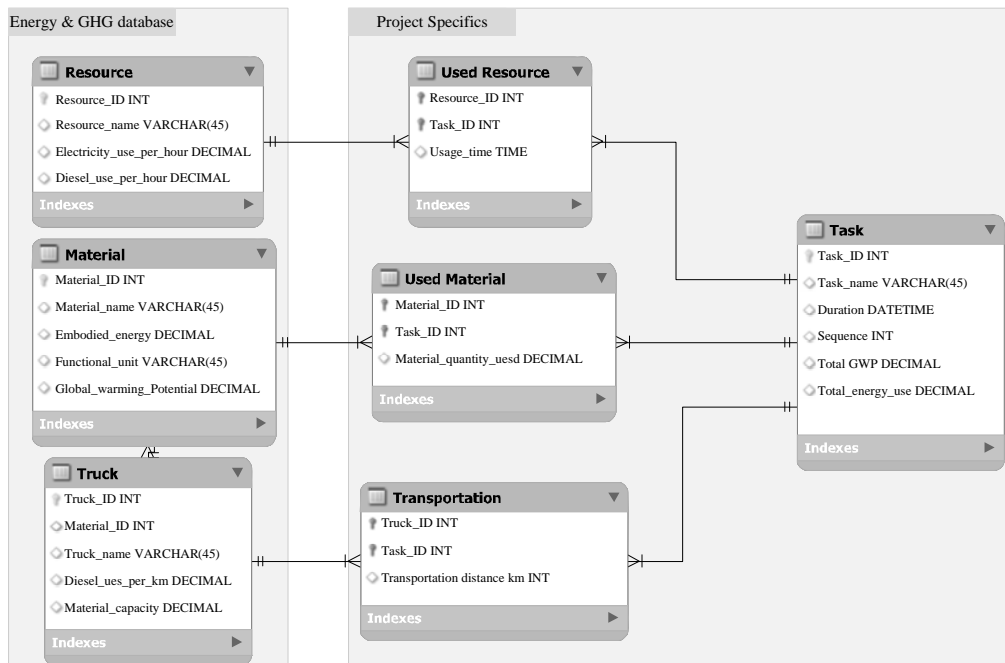 Energy & GHG database
Project Specifics
Resource
Resource_ID INT
Resource_name VARCHAR(45)
Electricity_use_per_hour DECIMAL
Diesel_use_per_hour DECIMAL
Indexes
Used Resource
Resource_ID INT
Task_ID INT
Usage_time TIME
Indexes
Material
Material_ID INT
Material_name VARCHAR(45)
Embodied_energy DECIMAL
Functional_unit VARCHAR(45)
Global_warming_Potential DECIMAL
Indexes
Used Material
Material_ID INT
Task_ID INT
Material_quantity_uesd DECIMAL
Indexes
Task
Task_ID INT
Task_name VARCHAR(45)
Duration DATETIME
Sequence INT
Total GWP DECIMAL
Total_energy_use DECIMAL
Indexes
Truck
Truck_ID INT
Material_ID INT
Truck_name VARCHAR(45)
Diesel_ues_per_km DECIMAL
Material_capacity DECIMAL
Indexes
Transportation
Truck_ID INT
Task_ID INT
Transportation distance km INT
Indexes